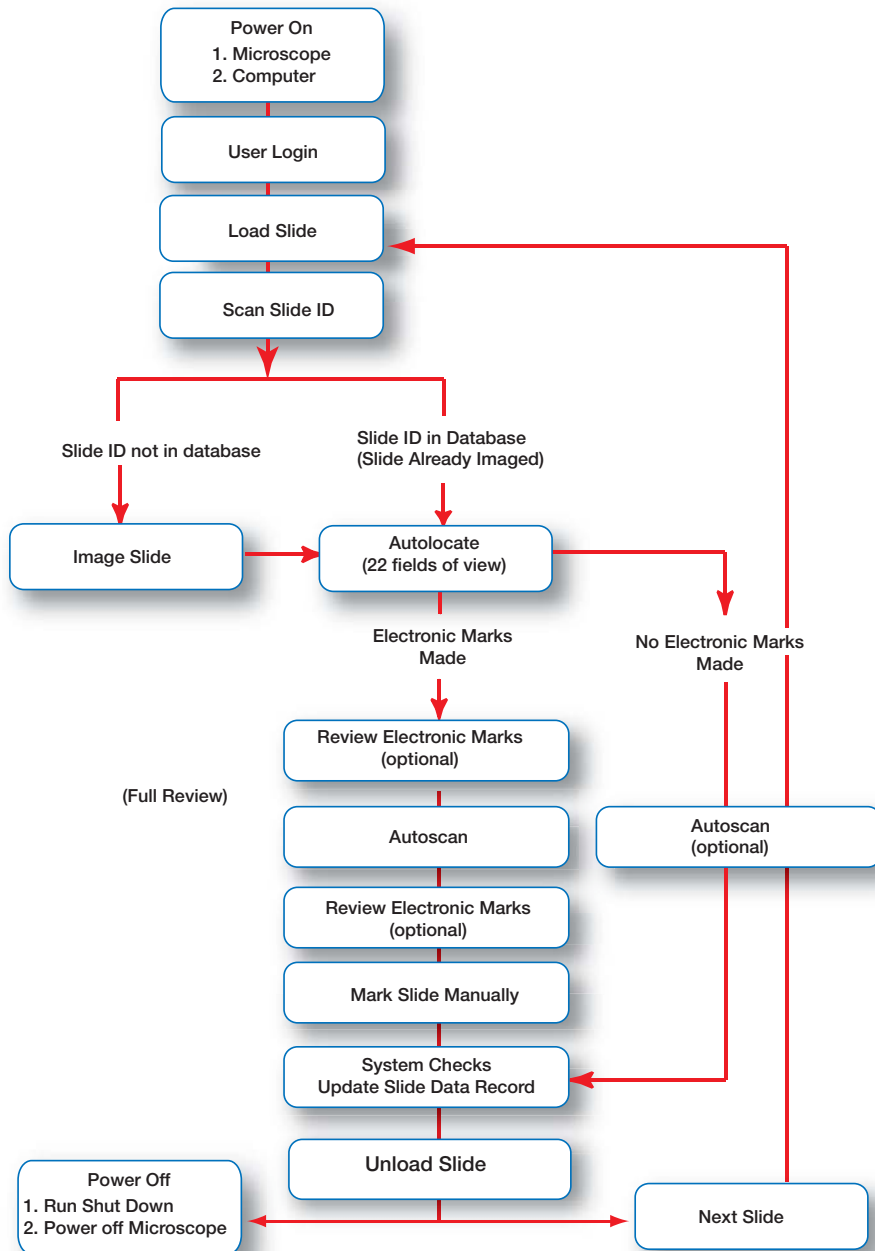 Power On
1. Microscope
2. Computer
User Login
Load Slide
Scan Slide ID
Slide ID not in database
Slide ID in Database
(Slide Already Imaged)
Image Slide
Autolocate
(22 fields of view)
Electronic Marks
Made
No Electronic Marks
Made
Review Electronic Marks
(optional)
(Full Review)
Autoscan
Autoscan
(optional)
Review Electronic Marks
(optional)
Mark Slide Manually
System Checks
Update Slide Data Record
Unload Slide
Power Off
1. Run Shut Down
2. Power off Microscope
Next Slide